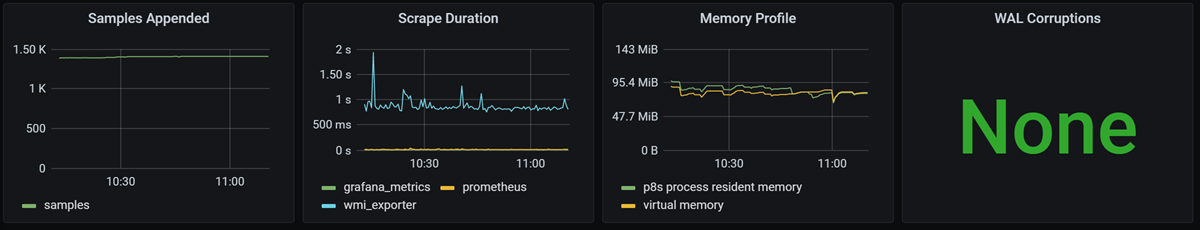 Samples Appended
1.50 K
1 K
500
0
10:30 11:00
samples
Scrape Duration
2 s
1.50 s
1 s
500 ms
0 s
10:30 11:00
grafana_metrics prometheus
wmi_exporter
Memory Profile
143 MiB
95.4 MiB
47.7 MiB
0 B
10:30 11:00
p8s process resident memory
virtual memory
WAL Corruptions
None